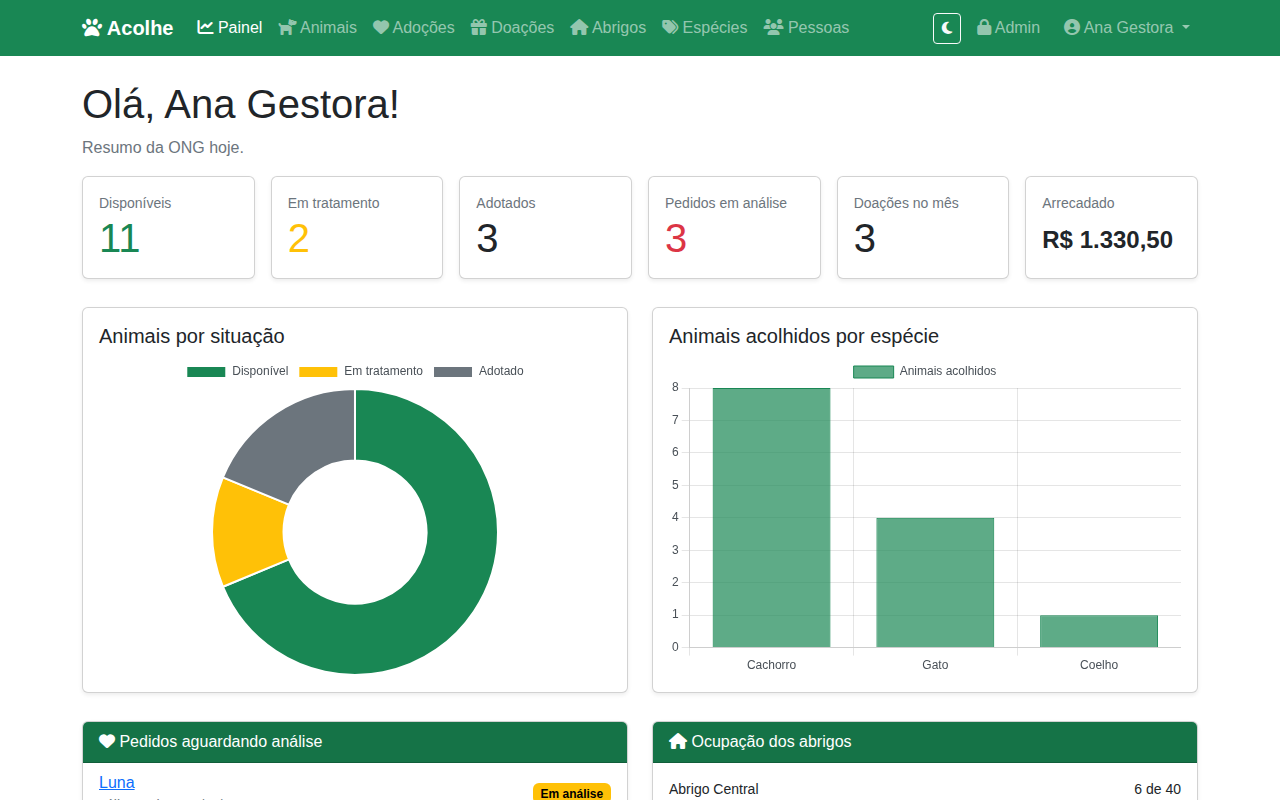 Acolhe Painel Animais Adoções Doações Abrigos Espécies Pessoas Admin Ana Gestora
Olá, Ana Gestora!
Resumo da ONG hoje.
Disponíveis
11
Em tratamento
2
Adotados
3
Pedidos em análise
3
Doações no mês
3
Arrecadado
R$ 1.330,50
Animais por situação
Disponível Em tratamento Adotado
Animais acolhidos por espécie
Animais acolhidos
8
7
6
5
4
3
2
1
0
Cachorro Gato Coelho
Pedidos aguardando análise
Luna
Em análise
Ocupação dos abrigos
Abrigo Central 6 de 40